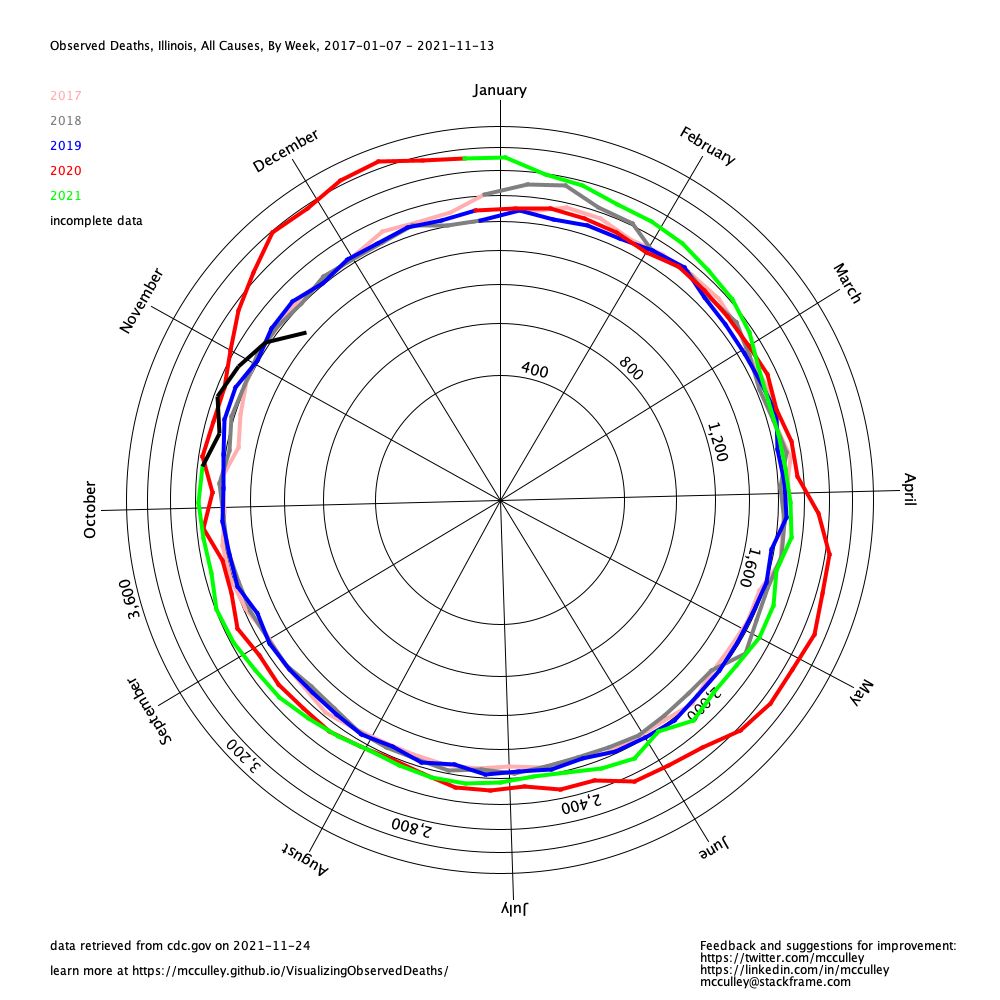 Observed Deaths, Illinois, All Causes, By Week, 2017-01-07 - 2021-11-13
2017
2018
2019
2020
2021
incomplete data
January
February
March
April
May
June
July
August
September
October
November
December
400
800
1,200
1,600
2,000
2,400
2,800
3,200
3,600
data retrieved from cdc.gov on 2021-11-24
learn more at https://mcculley.github.io/VisualizingObservedDeaths/
Feedback and suggestions for improvement:
https://twitter.com/mcculley
https://linkedin.com/in/mcculley
mcculley@stackframe.com